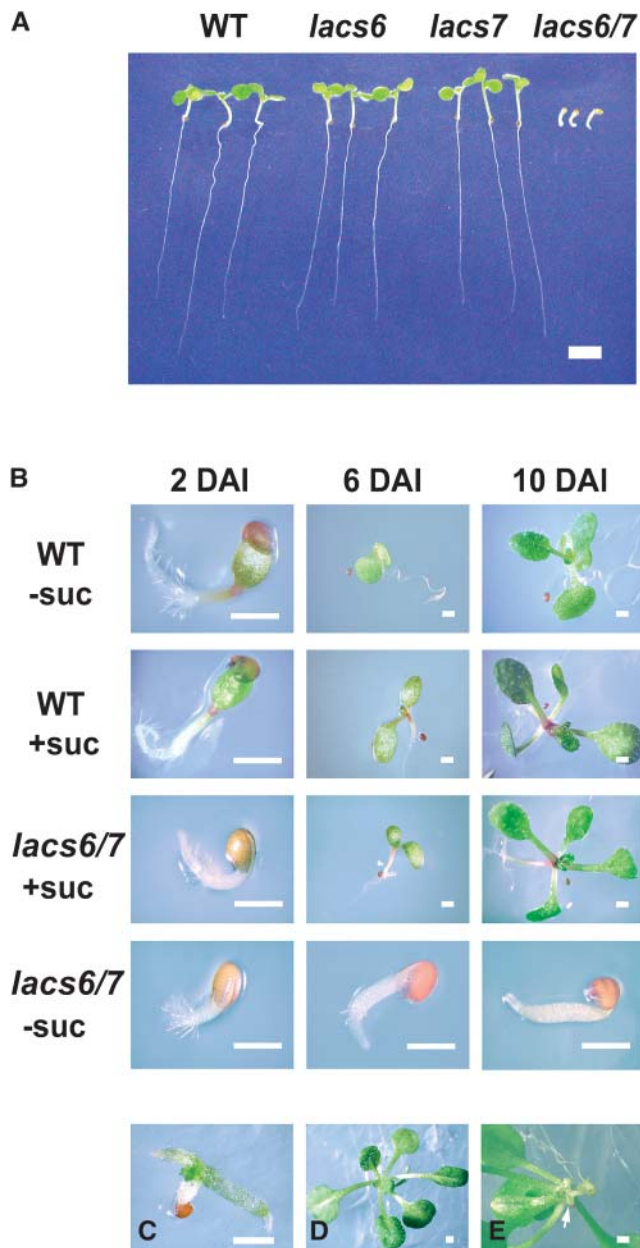 A
WT lacs6 lacs7 lacs6/7
B
2 DAI 6 DAI 10 DAI
WT
-suc
WT
+suc
lacs6/7
+suc
lacs6/7
-suc
C D E